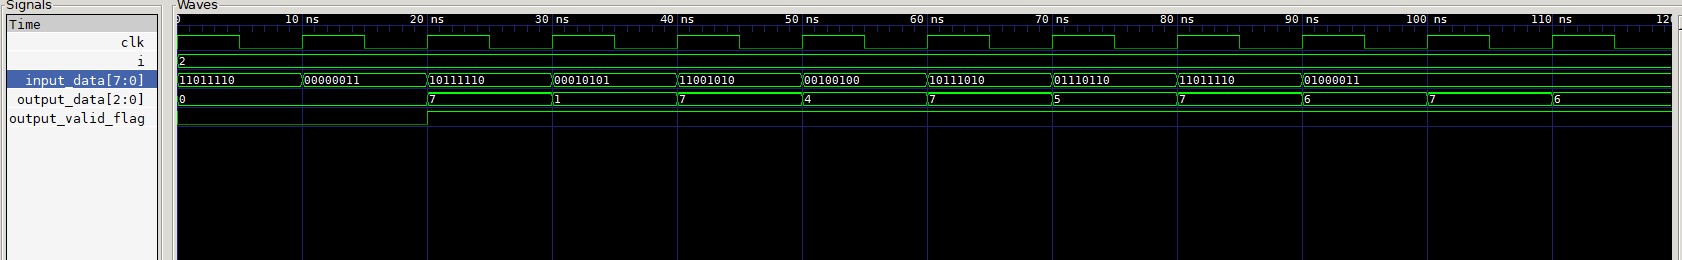 Signals
Waves
Time
0 10 ns 20 ns 30 ns 40 ns 50 ns 60 ns 70 ns 80 ns 90 ns 100 ns 110 ns 120
clk
i
2
input_data[7:0]
11011110 00000011 10111110 00010101 11001010 00100100 10111010 01110110 11011110 01000011
output_data[2:0]
0 7 1 7 4 7 5 7 6 7 6
output_valid_flag